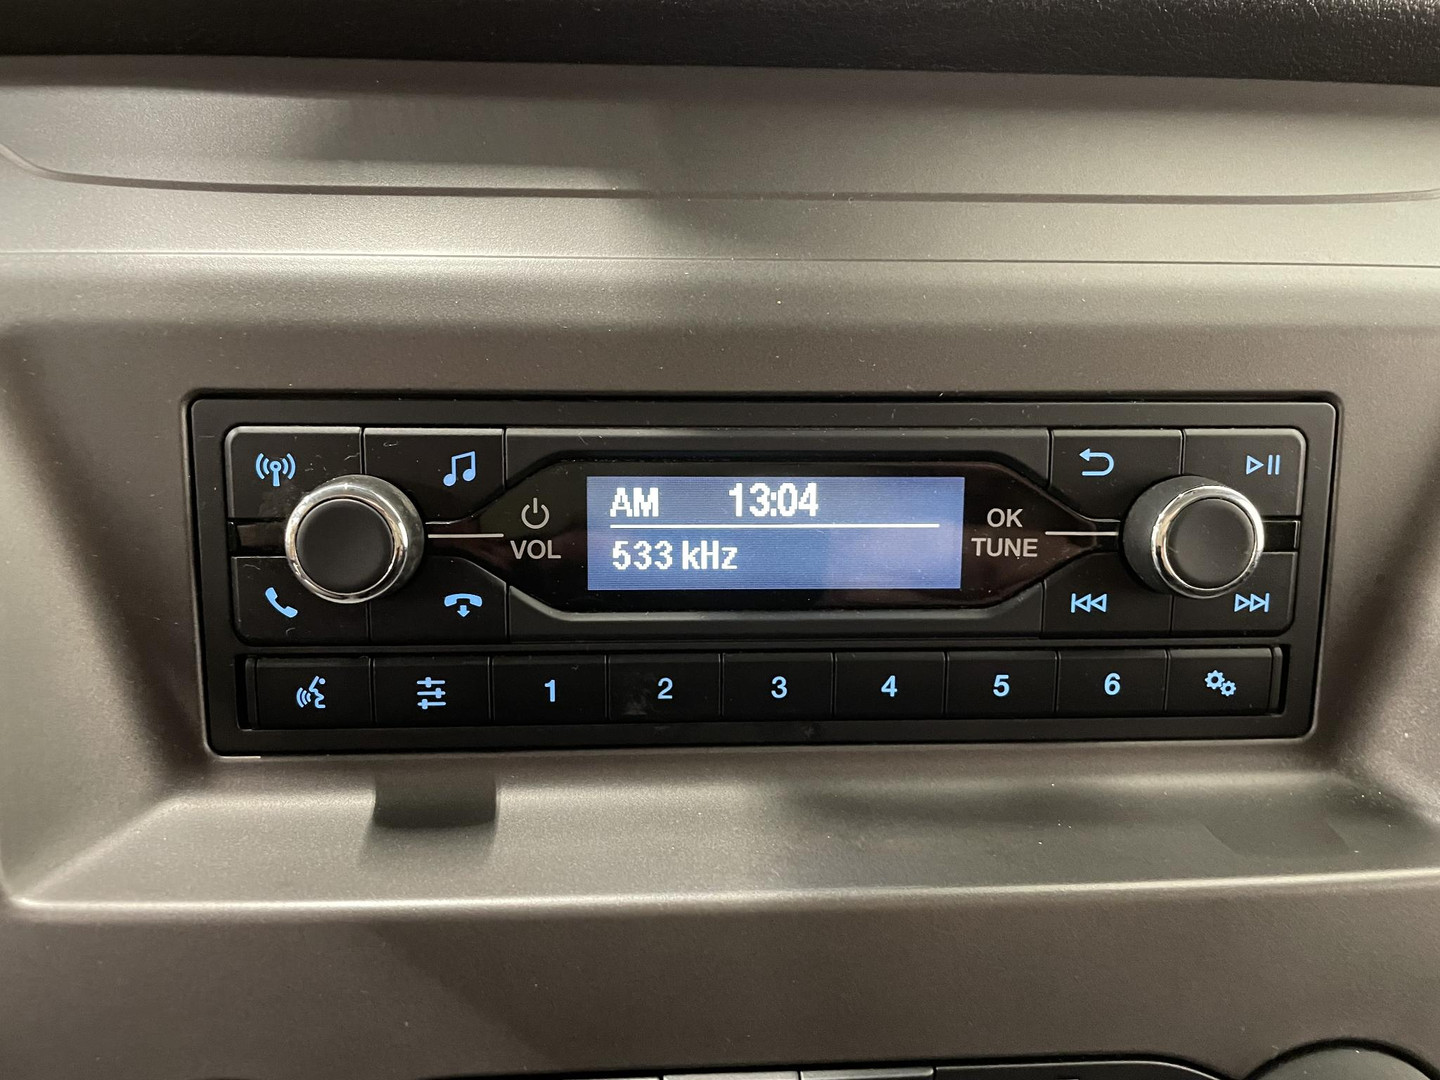 AM 13:04
533 kHz
VOL
OK
TUNE
1 2 3 4 5 6